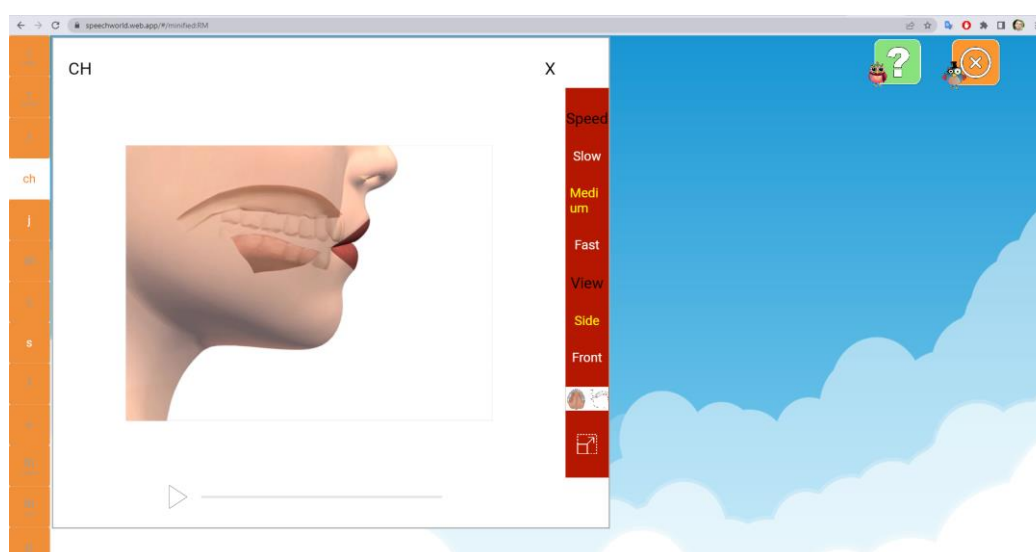 speechworld.web.app/#/minified:RM
CH
X
Speed
Slow
Medi
um
Fast
View
Side
Front
ch
j
s
?